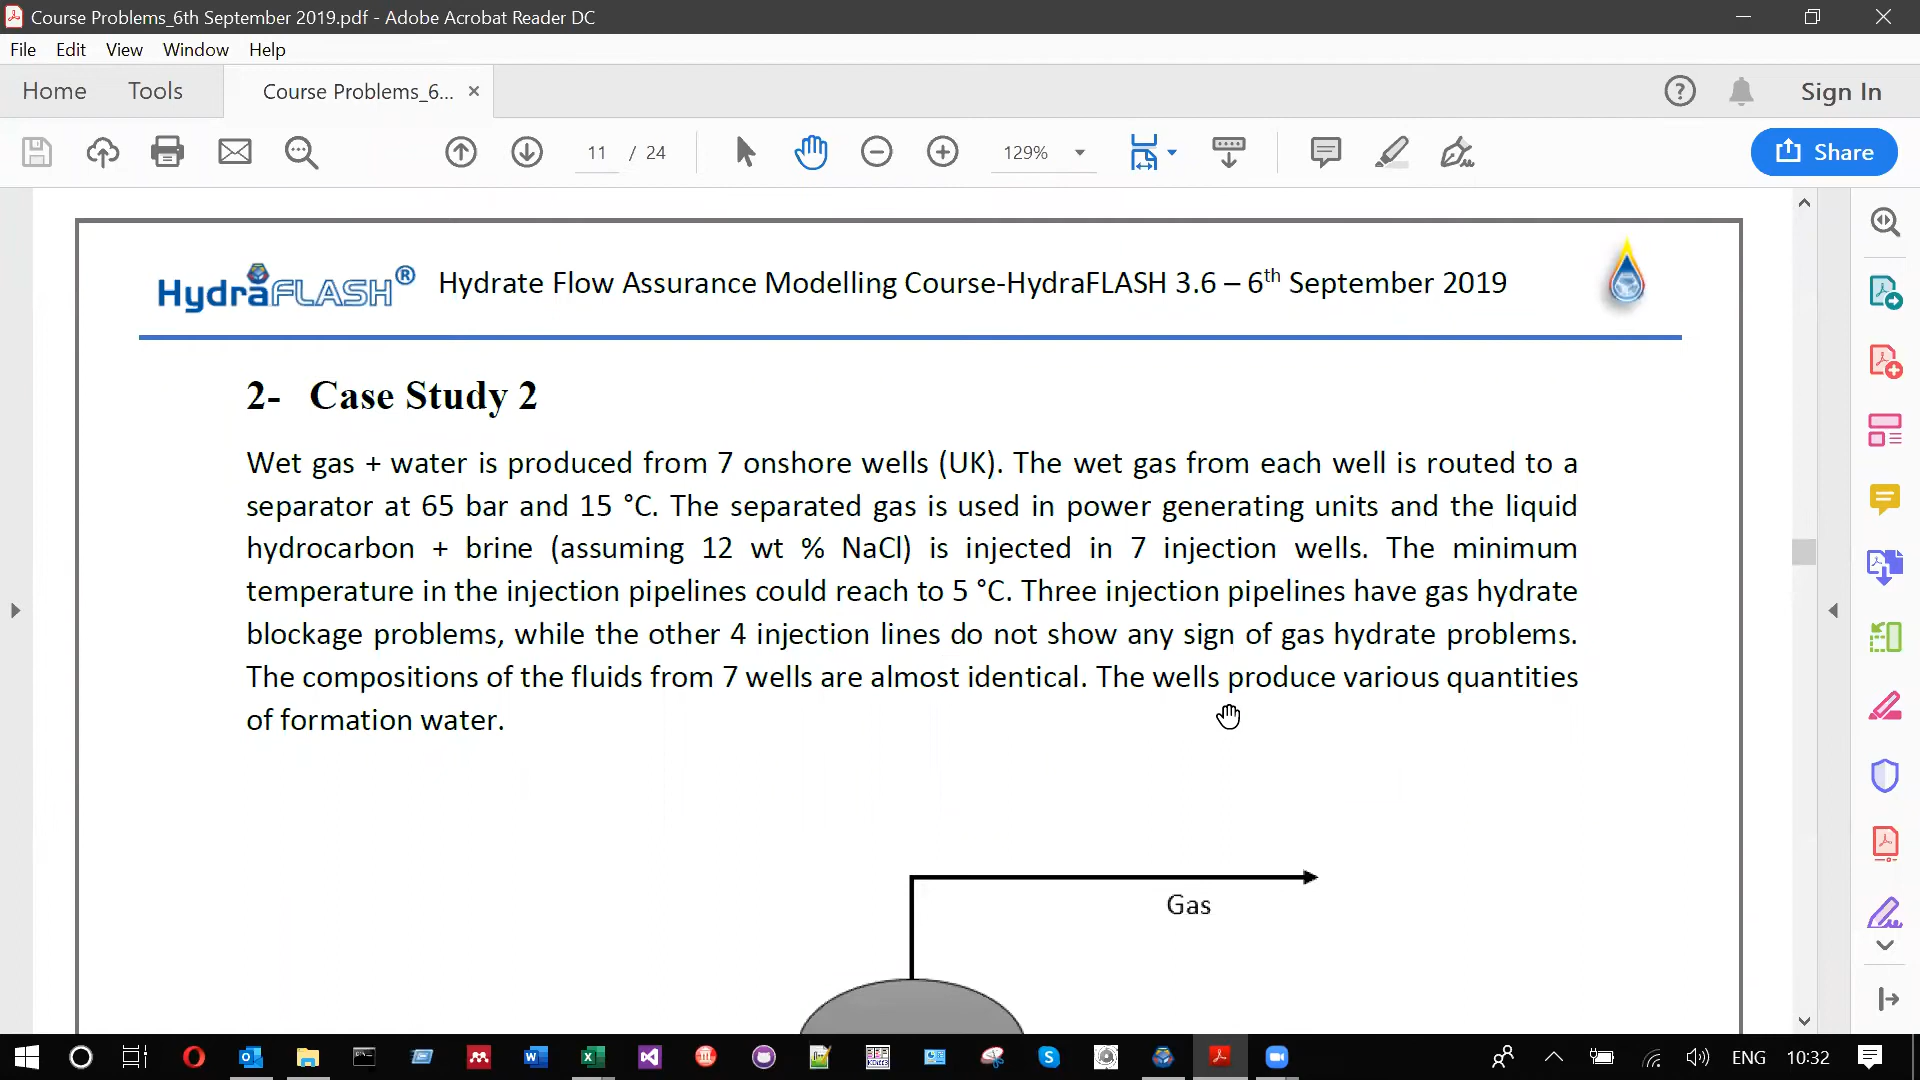 Course Problems_6th September 2019.pdf - Adobe Acrobat Reader DC
File Edit View Window Help
Home Tools Course Problems_6... × Sign In
11 / 24 129% Share
HydraFLASH® Hydrate Flow Assurance Modelling Course-HydraFLASH 3.6 – 6th September 2019
2- Case Study 2
Wet gas + water is produced from 7 onshore wells (UK). The wet gas from each well is routed to a
separator at 65 bar and 15 °C. The separated gas is used in power generating units and the liquid
hydrocarbon + brine (assuming 12 wt % NaCl) is injected in 7 injection wells. The minimum
temperature in the injection pipelines could reach to 5 °C. Three injection pipelines have gas hydrate
blockage problems, while the other 4 injection lines do not show any sign of gas hydrate problems.
The compositions of the fluids from 7 wells are almost identical. The wells produce various quantities
of formation water.
Gas
ENG 10:32